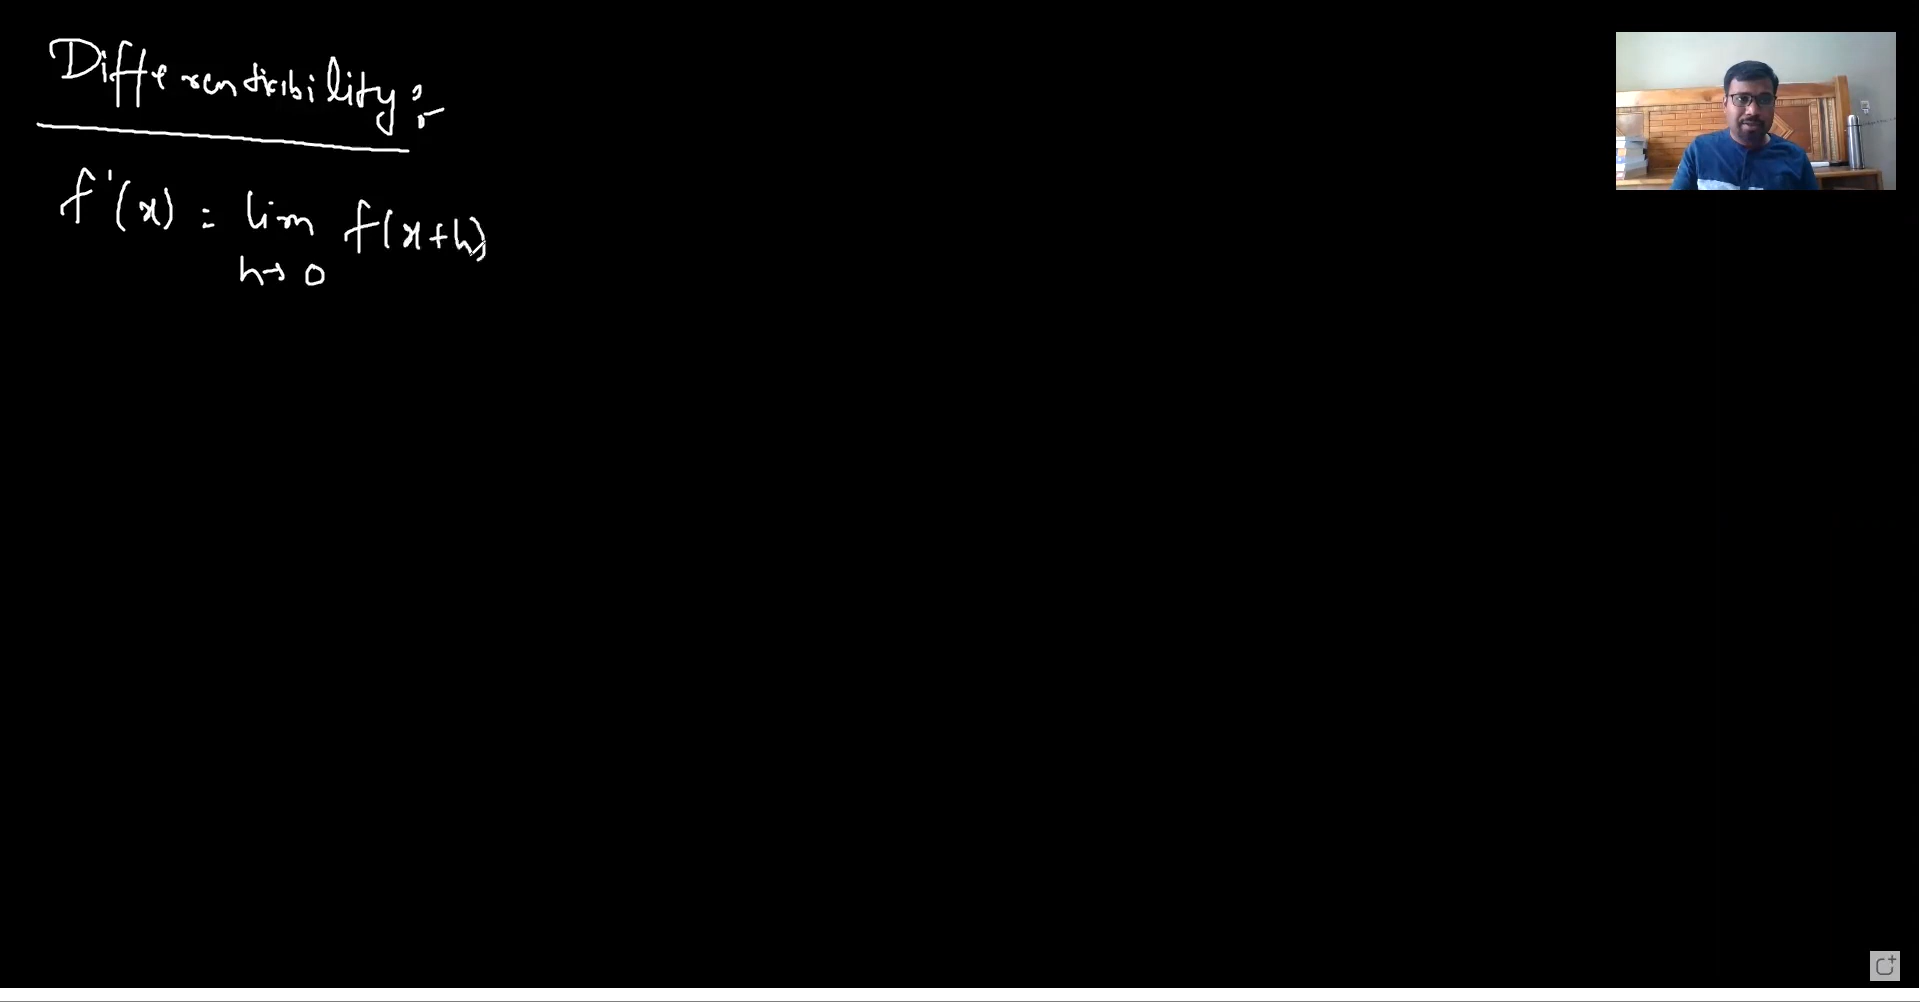 Differentiability :-
f'(x) = lim f(x+h)
h→0